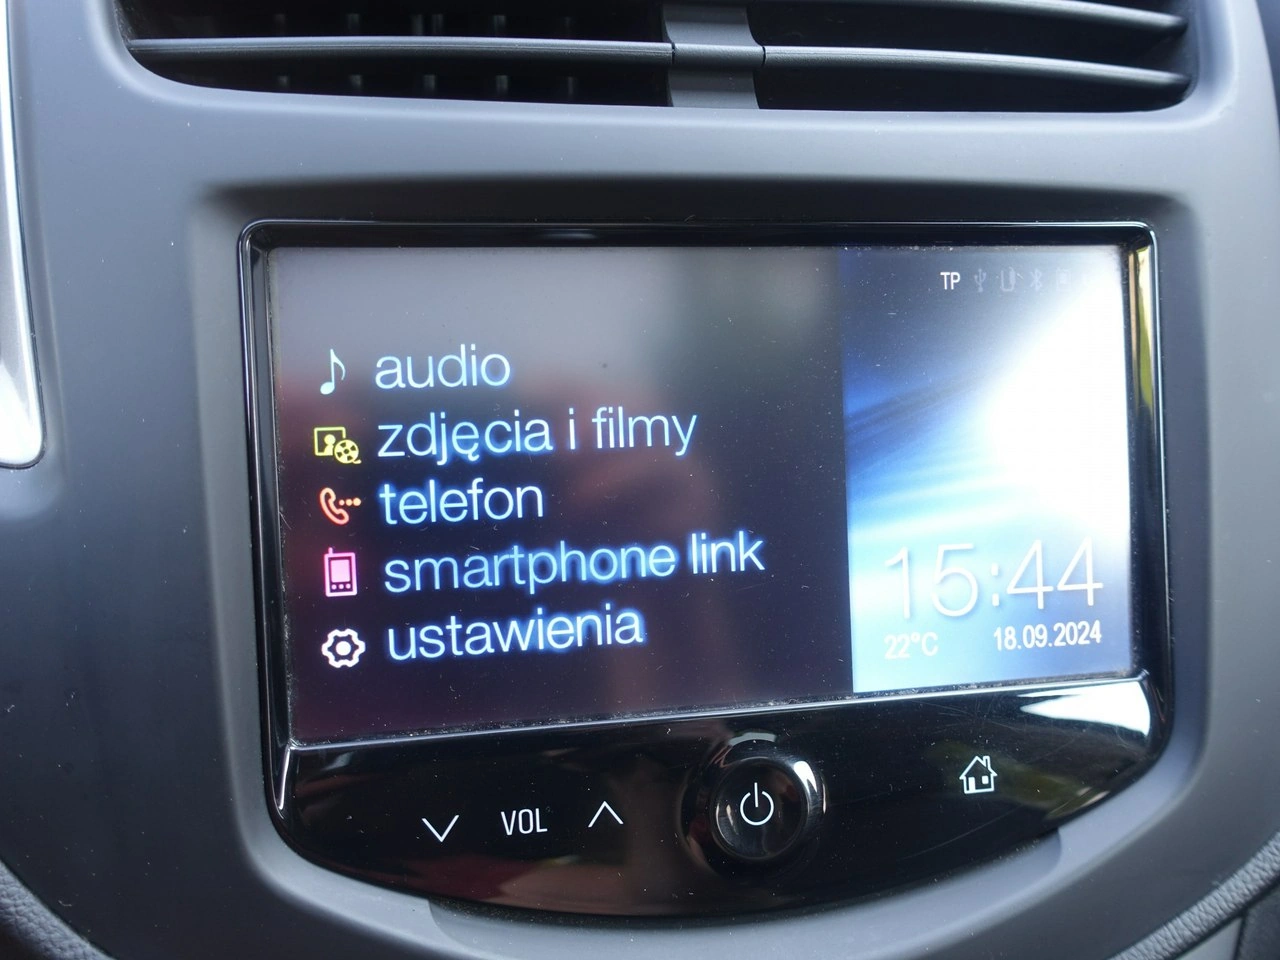 TP
audio
zdjęcia i filmy
telefon
smartphone link
ustawienia
15:44
22°C 18.09.2024
VOL